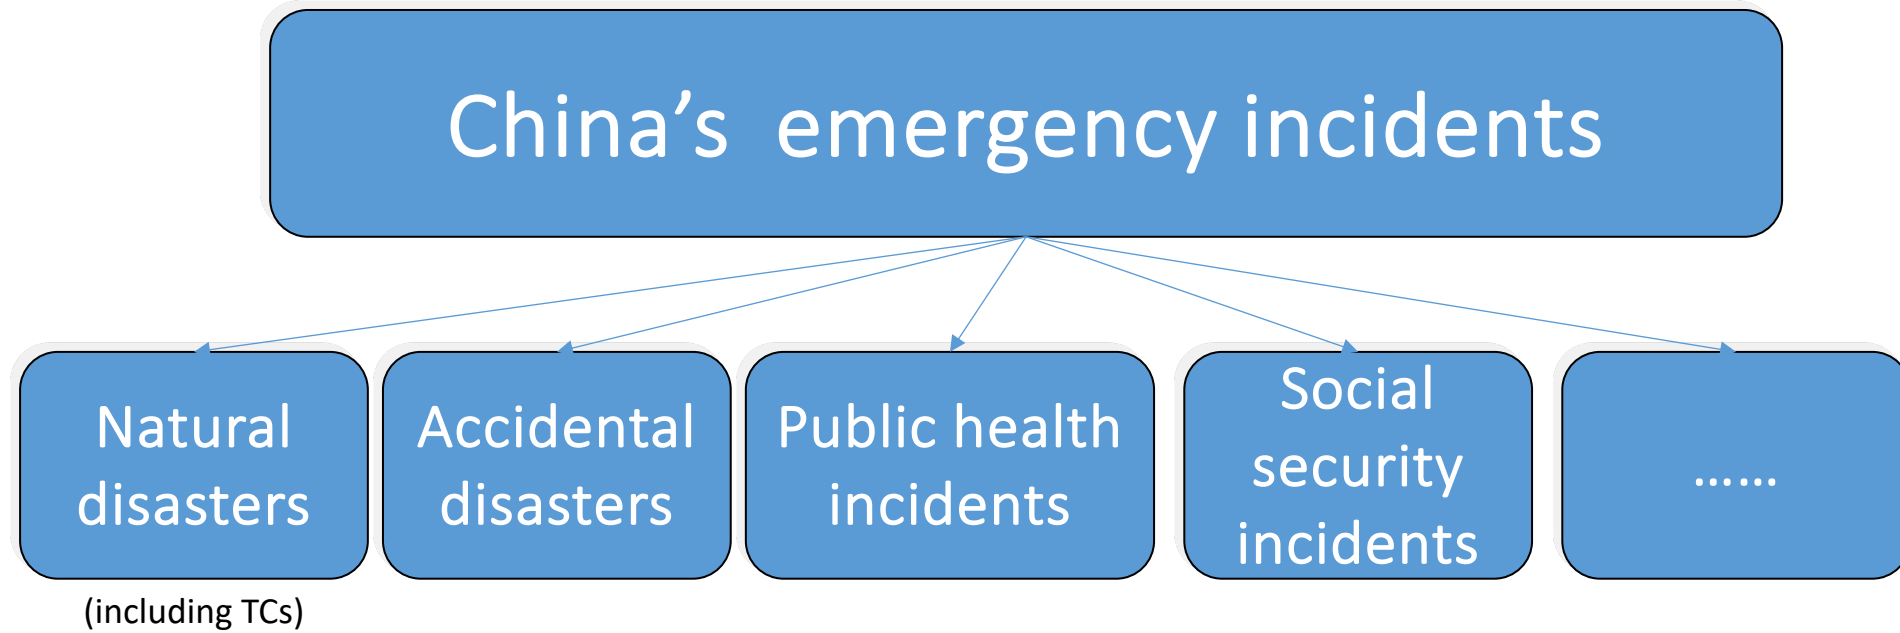 China’s  emergency incidents
Natural
disasters
Accidental
disasters
Public health
incidents
Social
security
incidents
……
(including TCs)